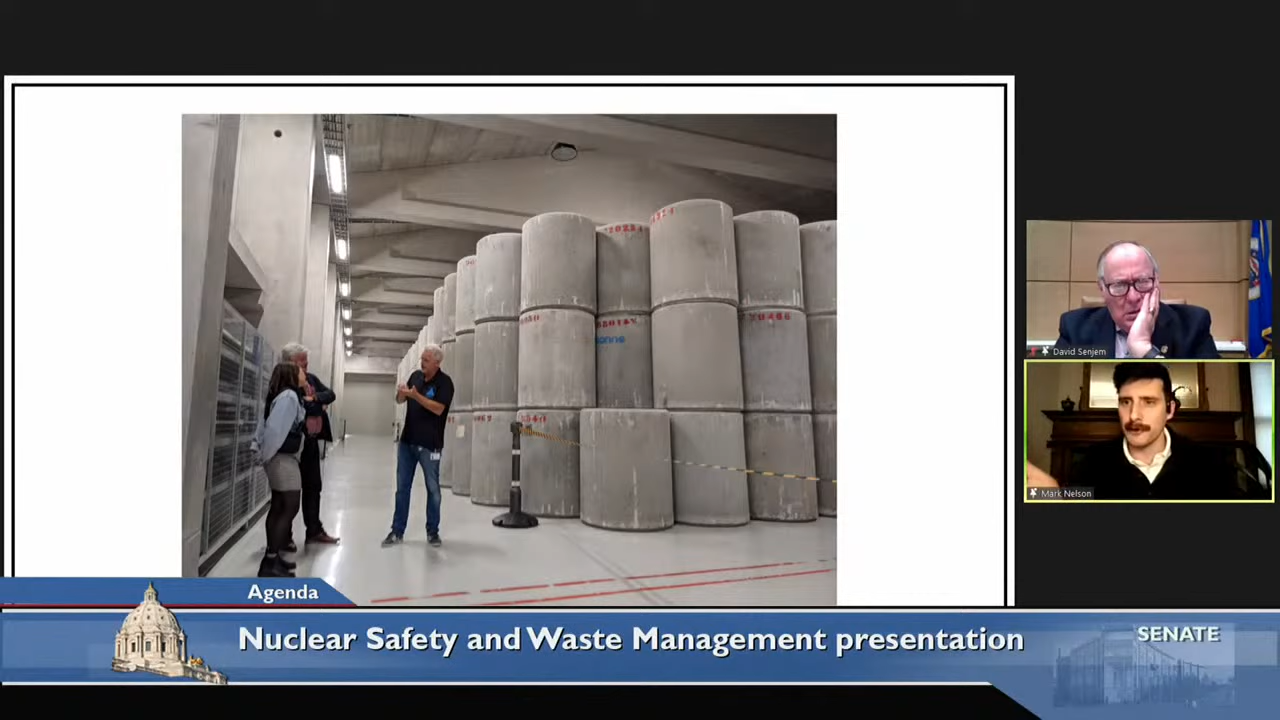 David Senjem
Mark Nelson
Agenda
Nuclear Safety and Waste Management presentation
SENATE